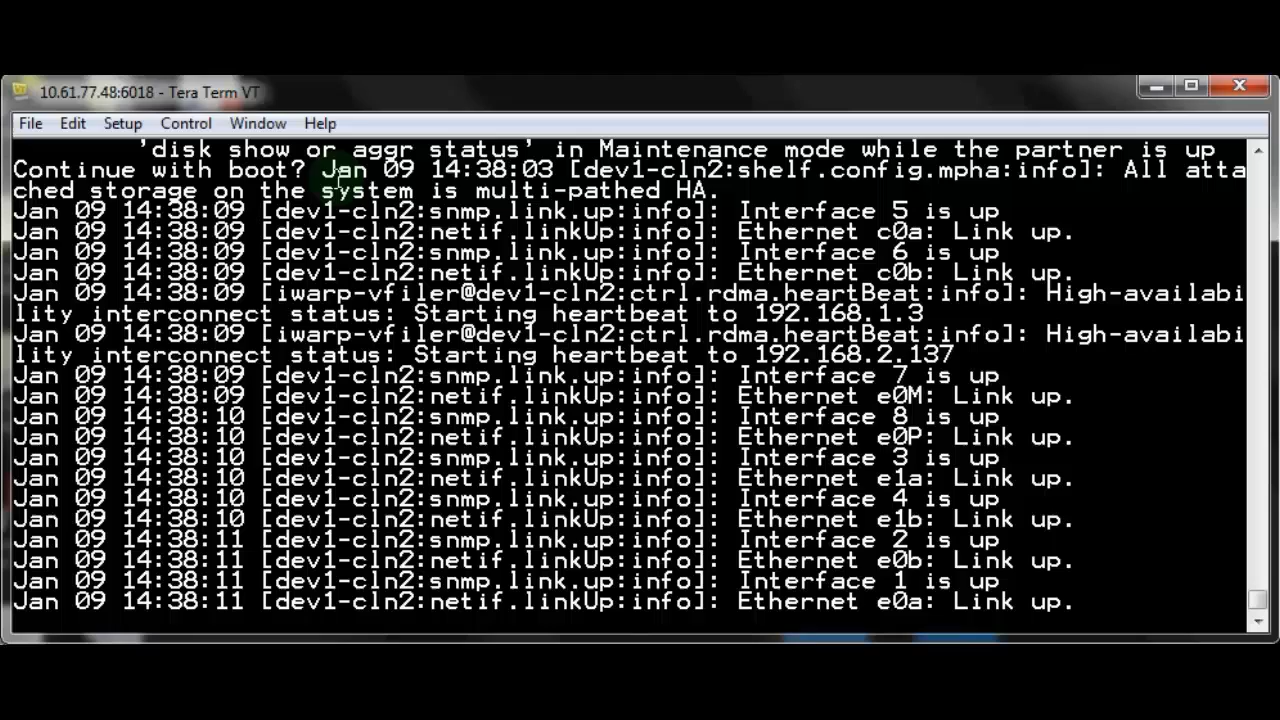 10.61.77.48:6018 - Tera Term VT
File Edit Setup Control Window Help
'disk show or aggr status' in Maintenance mode while the partner is up
Continue with boot? Jan 09 14:38:03 [dev1-cln2:shelf.config.mpha:info]: All atta
ched storage on the system is multi-pathed HA.
Jan 09 14:38:09 [dev1-cln2:snmp.link.up:info]: Interface 5 is up
Jan 09 14:38:09 [dev1-cln2:netif.linkUp:info]: Ethernet c0a: Link up.
Jan 09 14:38:09 [dev1-cln2:snmp.link.up:info]: Interface 6 is up
Jan 09 14:38:09 [dev1-cln2:netif.linkUp:info]: Ethernet c0b: Link up.
Jan 09 14:38:09 [iwarp-vfiler@dev1-cln2:ctrl.rdma.heartBeat:info]: High-availabi
lity interconnect status: Starting heartbeat to 192.168.1.3
Jan 09 14:38:09 [iwarp-vfiler@dev1-cln2:ctrl.rdma.heartBeat:info]: High-availabi
lity interconnect status: Starting heartbeat to 192.168.2.137
Jan 09 14:38:09 [dev1-cln2:snmp.link.up:info]: Interface 7 is up
Jan 09 14:38:09 [dev1-cln2:netif.linkUp:info]: Ethernet e0M: Link up.
Jan 09 14:38:10 [dev1-cln2:snmp.link.up:info]: Interface 8 is up
Jan 09 14:38:10 [dev1-cln2:netif.linkUp:info]: Ethernet e0P: Link up.
Jan 09 14:38:10 [dev1-cln2:snmp.link.up:info]: Interface 3 is up
Jan 09 14:38:10 [dev1-cln2:netif.linkUp:info]: Ethernet e1a: Link up.
Jan 09 14:38:10 [dev1-cln2:snmp.link.up:info]: Interface 4 is up
Jan 09 14:38:10 [dev1-cln2:netif.linkUp:info]: Ethernet e1b: Link up.
Jan 09 14:38:11 [dev1-cln2:snmp.link.up:info]: Interface 2 is up
Jan 09 14:38:11 [dev1-cln2:netif.linkUp:info]: Ethernet e0b: Link up.
Jan 09 14:38:11 [dev1-cln2:snmp.link.up:info]: Interface 1 is up
Jan 09 14:38:11 [dev1-cln2:netif.linkUp:info]: Ethernet e0a: Link up.